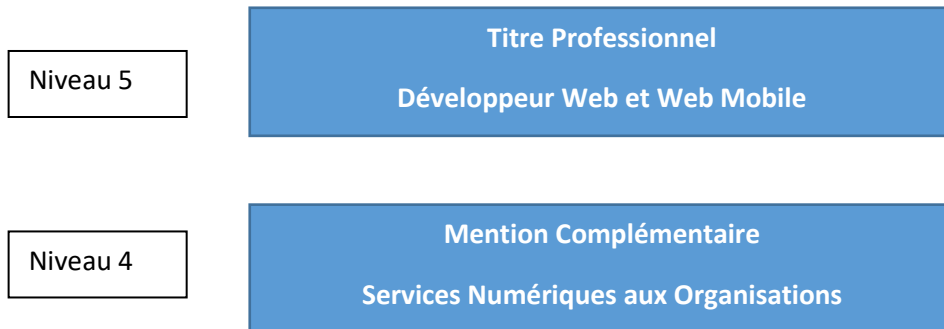 Niveau 5
Titre Professionnel
Développeur Web et Web Mobile
Niveau 4
Mention Complémentaire
Services Numériques aux Organisations